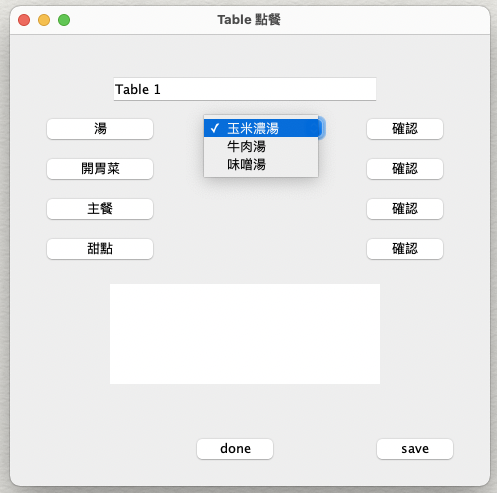 Table 點餐
Table 1
湯
玉米濃湯
確認
牛肉湯
開胃菜
味噌湯
確認
主餐
確認
甜點
確認
done
save